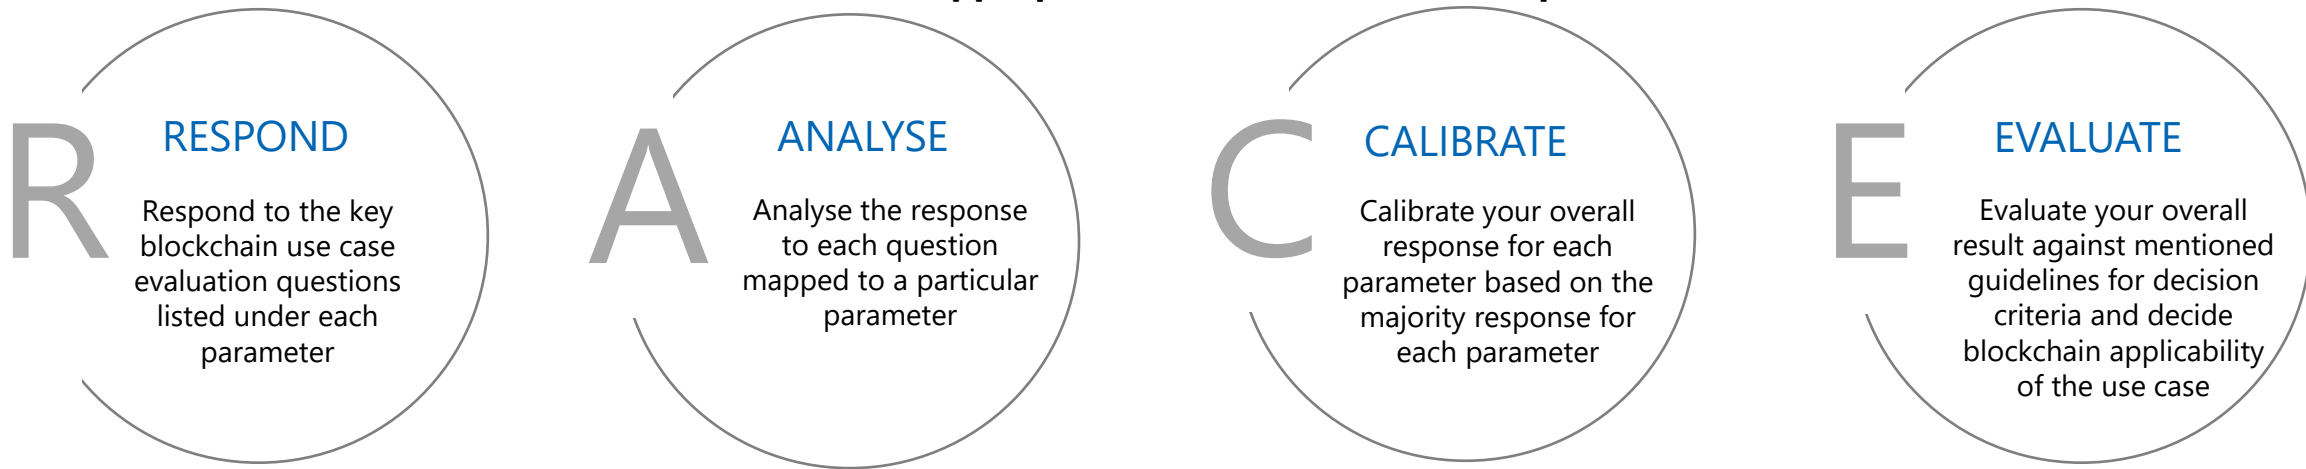 R
RESPOND
Respond to the key
blockchain use case
evaluation questions
listed under each
parameter
A
ANALYSE
Analyse the response
to each question
mapped to a particular
parameter
C
CALIBRATE
Calibrate your overall
response for each
parameter based on the
majority response for
each parameter
E
EVALUATE
Evaluate your overall
result against mentioned
guidelines for decision
criteria and decide
blockchain applicability
of the use case